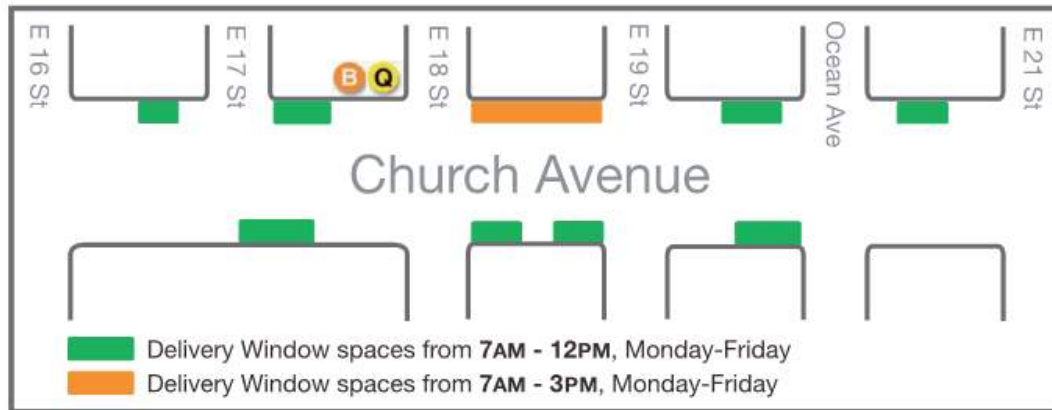 E 16 St
E 17 St
B Q
E 18 St
E 19 St
Ocean Ave
E 21 St
Church Avenue
Delivery Window spaces from 7AM - 12PM, Monday-Friday
Delivery Window spaces from 7AM - 3PM, Monday-Friday